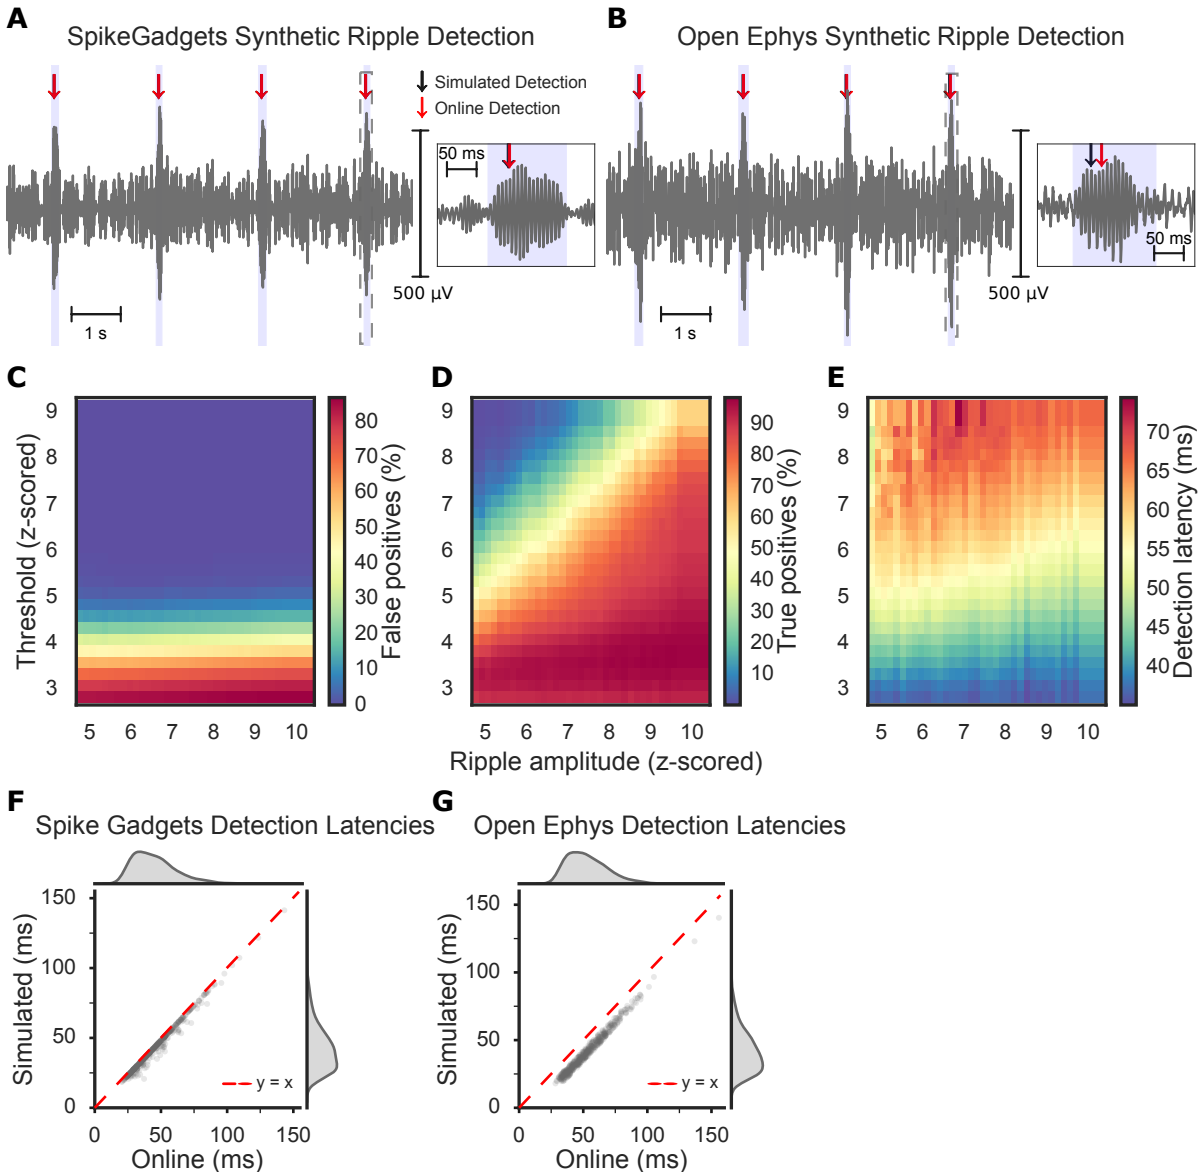 A
SpikeGadgets Synthetic Ripple Detection
B
Open Ephys Synthetic Ripple Detection
Simulated Detection
Online Detection
50 ms
500 μV
1 s
50 ms
500 μV
1 s
C
D
E
Threshold (z-scored)
9
8
7
6
5
4
3
5 6 7 8 9 10
80
70
60
50
40
30
20
10
0
False positives (%)
9
8
7
6
5
4
3
5 6 7 8 9 10
90
80
70
60
50
40
30
20
10
True positives (%)
9
8
7
6
5
4
3
5 6 7 8 9 10
70
65
60
55
50
45
40
Detection latency (ms)
Ripple amplitude (z-scored)
F
Spike Gadgets Detection Latencies
Simulated (ms)
150
100
50
0
y = x
0 50 100 150
Online (ms)
G
Open Ephys Detection Latencies
Simulated (ms)
150
100
50
0
y = x
0 50 100 150
Online (ms)